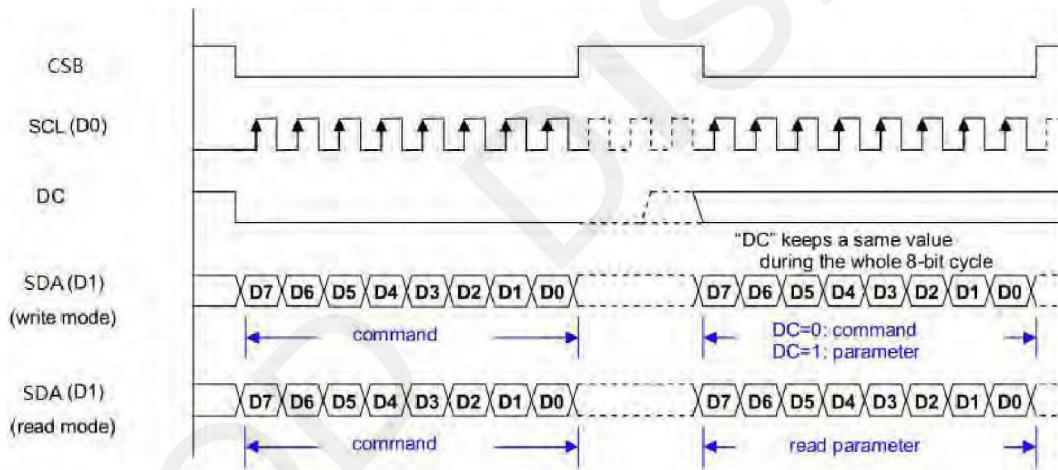 CSB
SCL (D0)
DC
"DC" keeps a same value
during the whole 8-bit cycle
SDA (D1)
(write mode)
D7 D6 D5 D4 D3 D2 D1 D0
D7 D6 D5 D4 D3 D2 D1 D0
command
DC=0: command
DC=1: parameter
SDA (D1)
(read mode)
D7 D6 D5 D4 D3 D2 D1 D0
D7 D6 D5 D4 D3 D2 D1 D0
command
read parameter